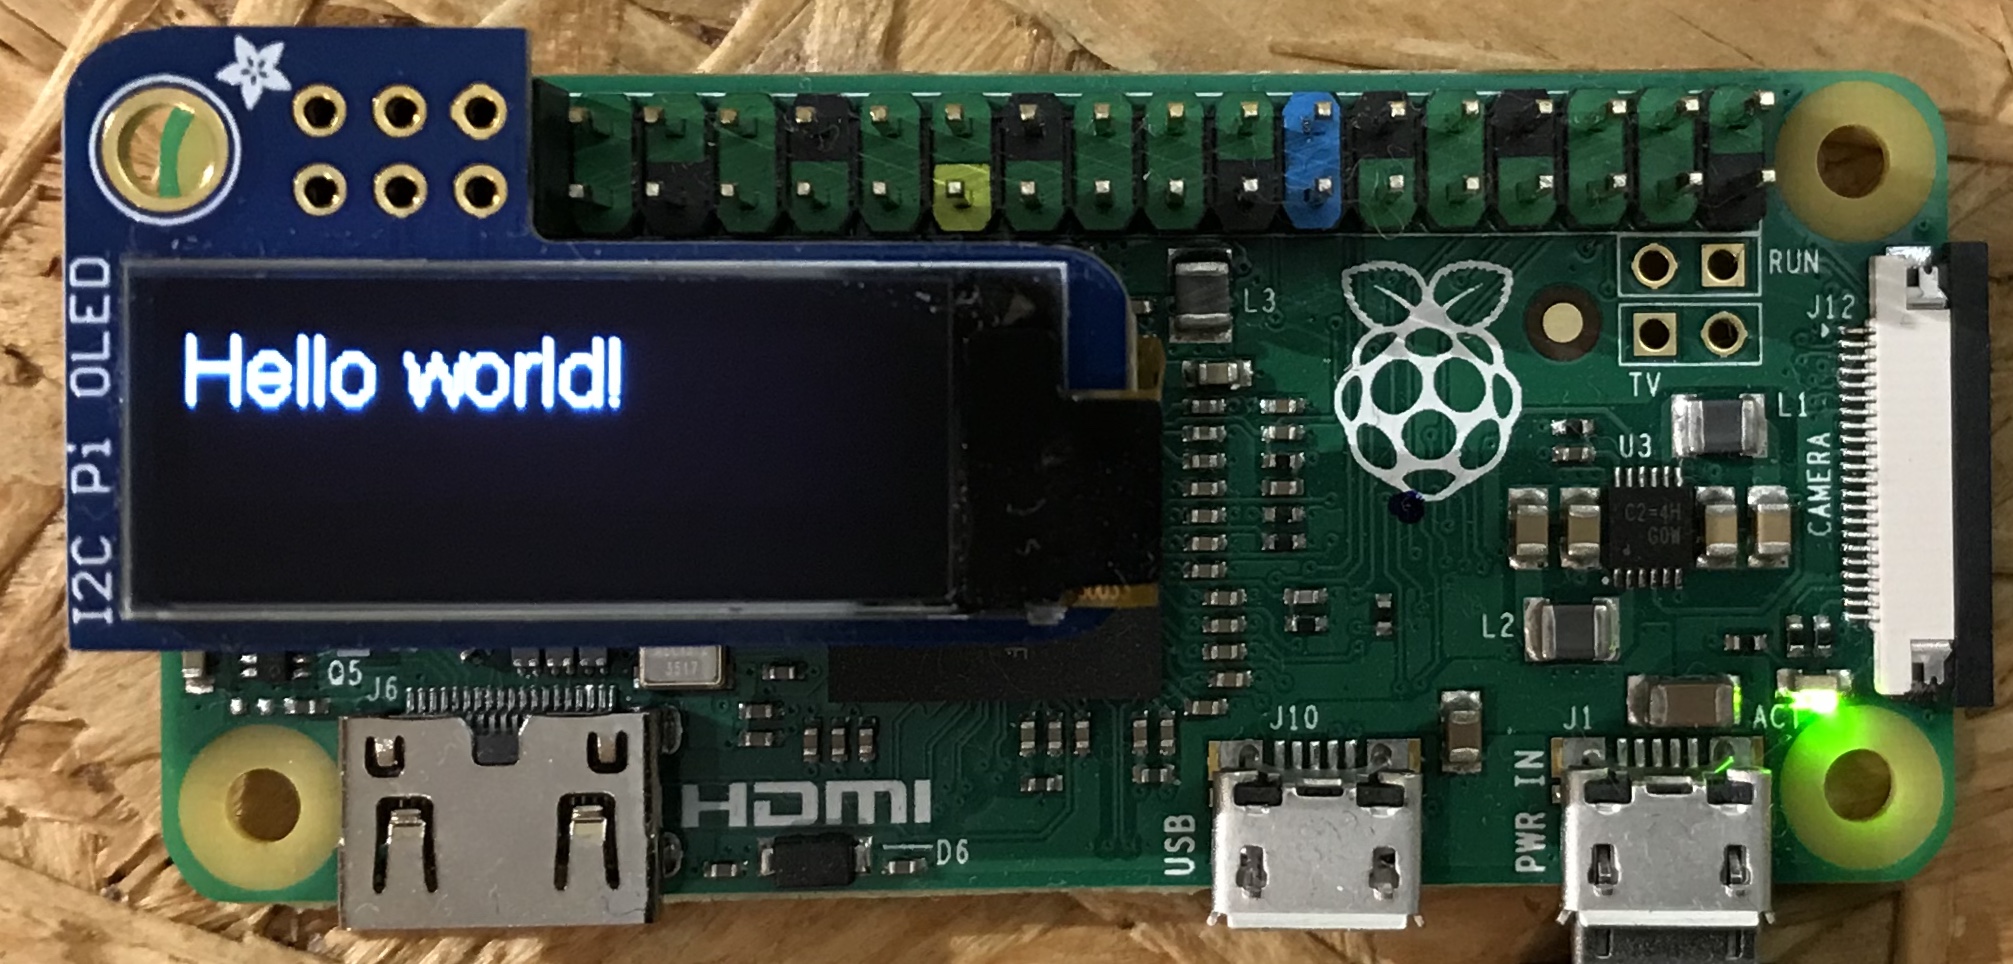 I2C Pi OLED
Hello world!
RUN
TV
L3
J12
L1
U3
CAMERA
C2=4H
GOW
L2
Q5
J6
3517
HDMI
D6
J10
USB
J1
PWR IN
ACT